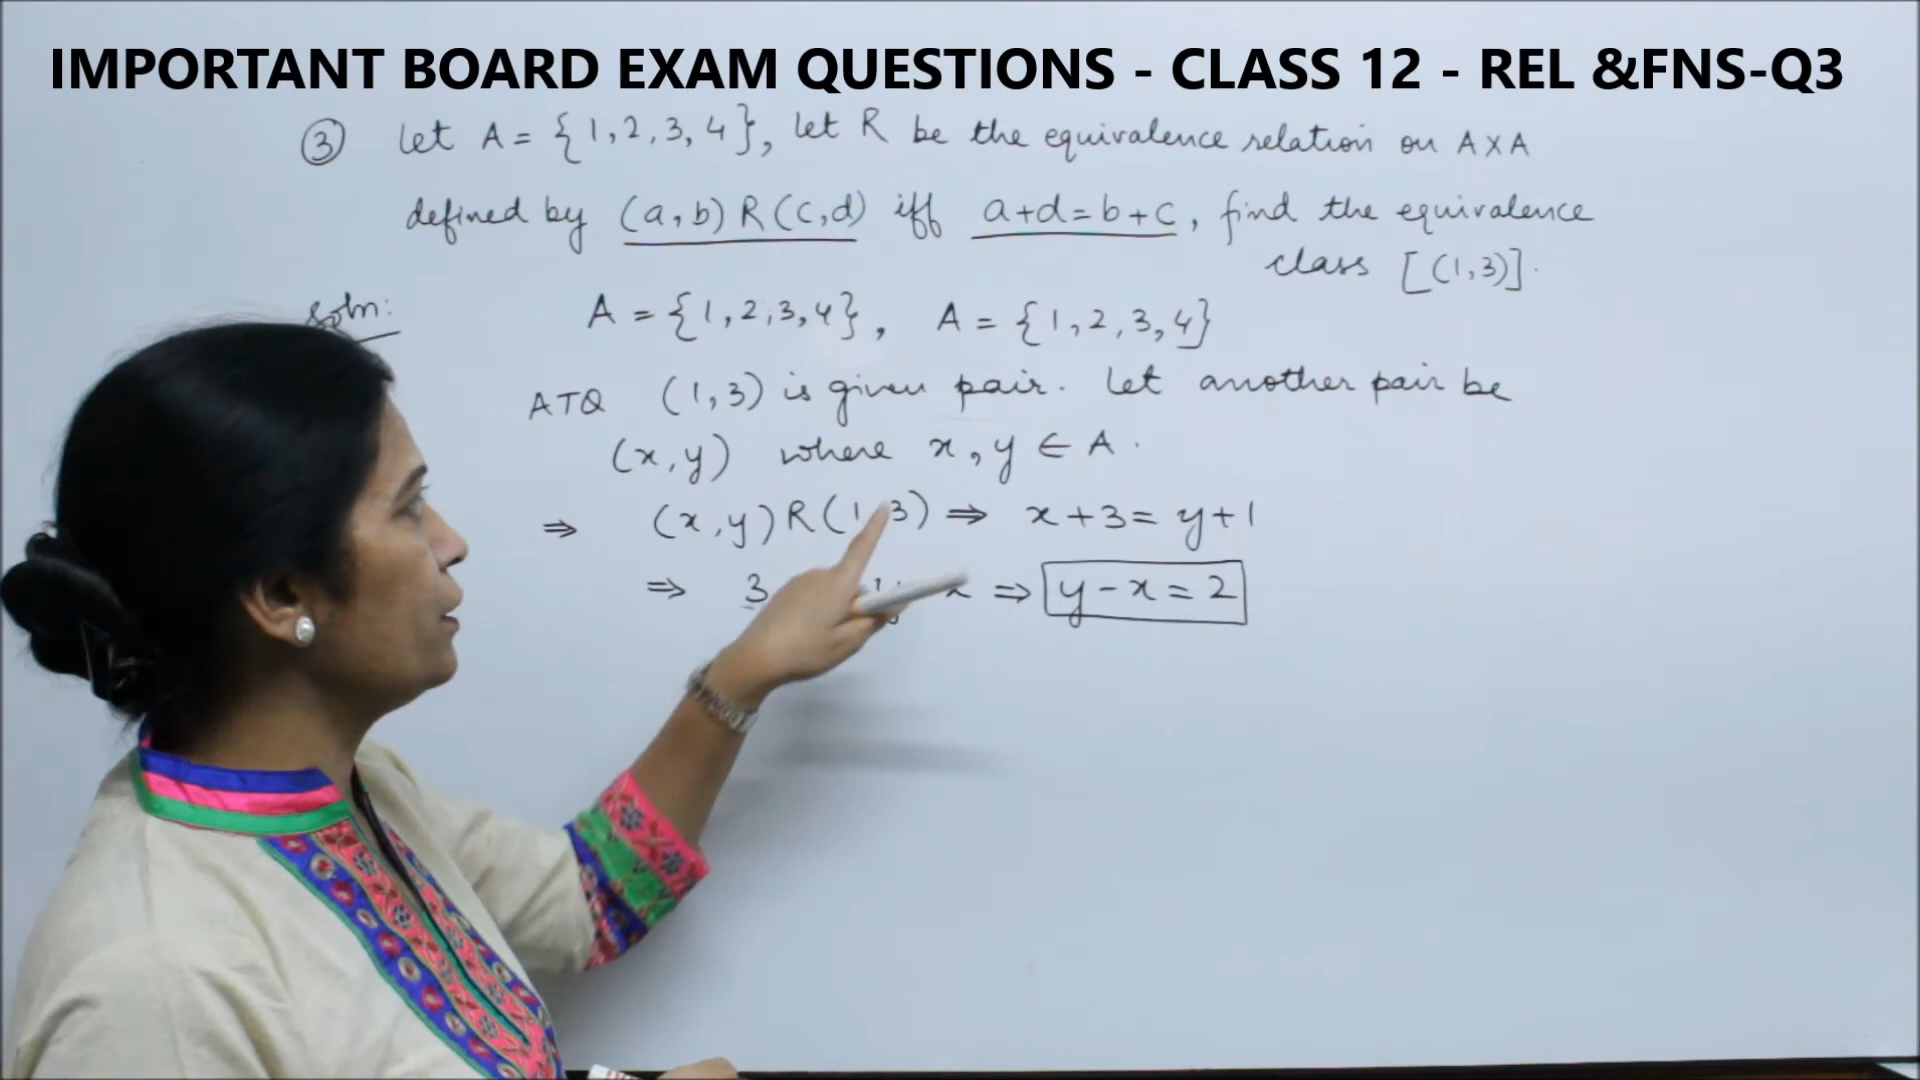 IMPORTANT BOARD EXAM QUESTIONS - CLASS 12 - REL &FNS-Q3
③ Let A = {1,2,3,4}, let R be the equivalence relation on A×A
defined by (a,b) R (c,d) iff a+d=b+c, find the equivalence
class [(1,3)].
Soln:
A = {1,2,3,4}, A = {1,2,3,4}
ATQ (1,3) is given pair. Let another pair be
(x,y) where x,y ∈ A.
⇒ (x,y) R (1,3) ⇒ x+3= y+1
⇒ 3 y x ⇒ y-x=2